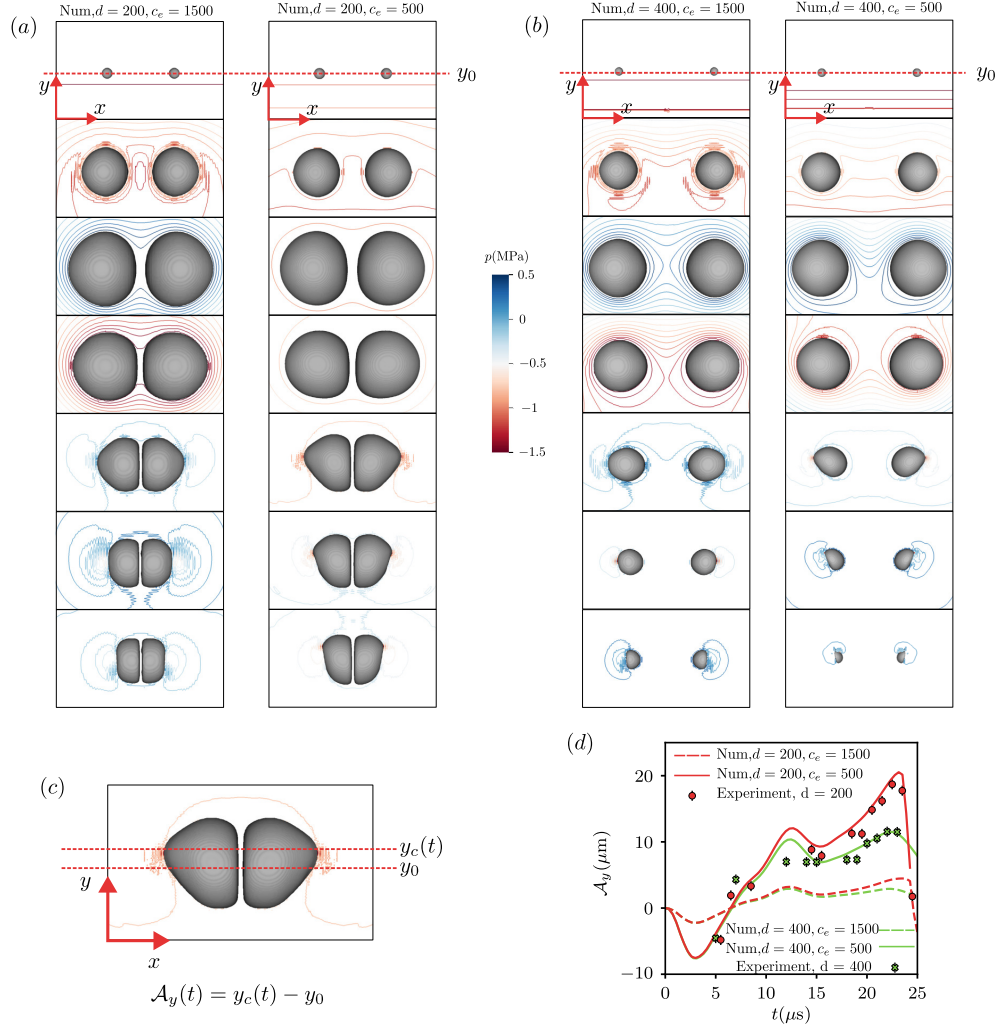 (a)
Num,d = 200, c_e = 1500
Num,d = 200, c_e = 500
y_0
y
x
y
x
(b)
Num,d = 400, c_e = 1500
Num,d = 400, c_e = 500
y_0
y
x
y
x
p(MPa)
0.5
0
−0.5
−1
−1.5
(c)
y_c(t)
y_0
y
x
𝒜_y(t) = y_c(t) − y_0
(d)
Num,d = 200, c_e = 1500
Num,d = 200, c_e = 500
Experiment, d = 200
Num,d = 400, c_e = 1500
Num,d = 400, c_e = 500
Experiment, d = 400
𝒜_y(μm)
20
10
0
−10
0
5
10
15
20
25
t(μs)